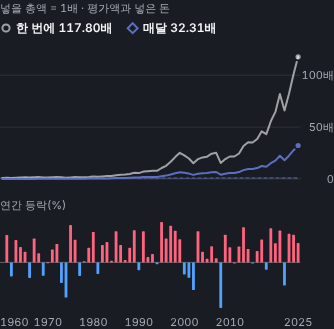 넣을 총액 = 1배 · 평가액과 넣은 돈
한 번에 117.80배 매달 32.31배
100배
50배
0
연간 등락(%)
1960 1970 1980 1990 2000 2010 2025